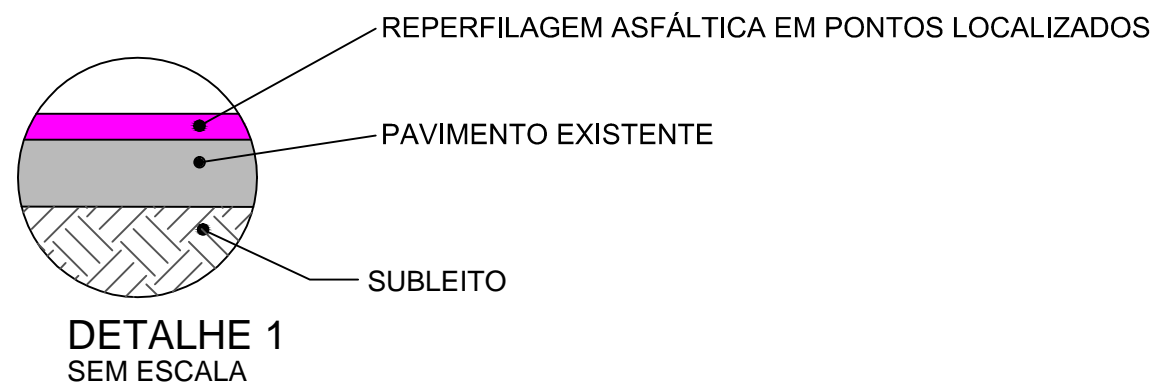 REPERFILAGEM ASFÁLTICA EM PONTOS LOCALIZADOS
PAVIMENTO EXISTENTE
SUBLEITO
DETALHE 1
SEM ESCALA